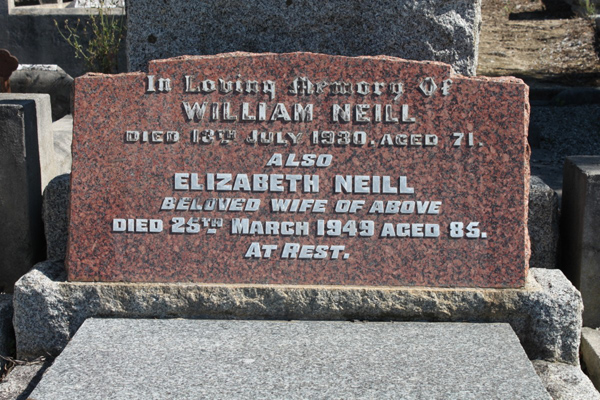 In Loving Memory Of
WILLIAM NEILL
DIED 13TH JULY 1930. AGED 71.
ALSO
ELIZABETH NEILL
BELOVED WIFE OF ABOVE
DIED 25TH MARCH 1949 AGED 85.
AT REST.